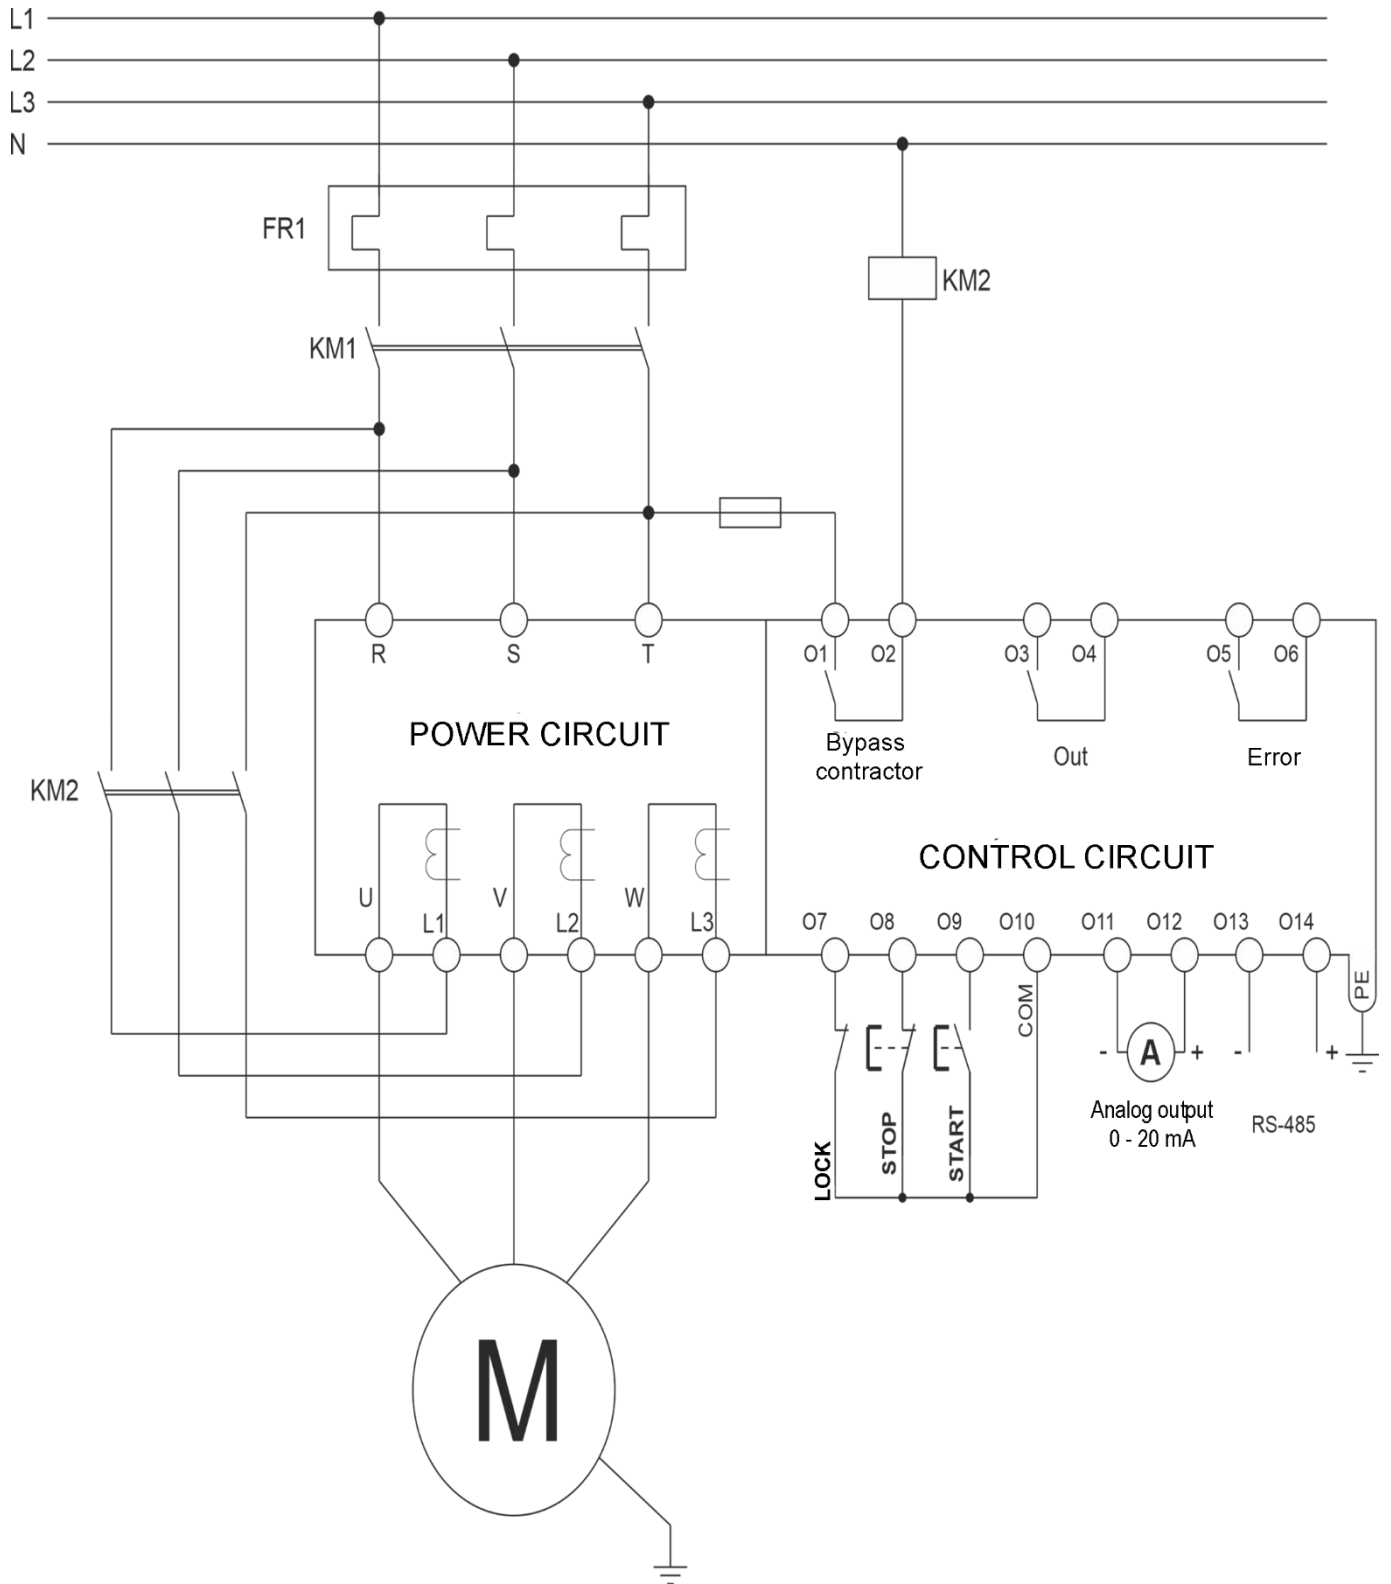 L1
L2
L3
N
FR1
KM2
KM1
R S T
O1 O2 O3 O4 O5 O6
POWER CIRCUIT
Bypass
contractor
Out
Error
KM2
CONTROL CIRCUIT
U V W
L1 L2 L3
O7 O8 O9 O10 O11 O12 O13 O14
PE
COM
- A +
- +
Analog output
0 - 20 mA
RS-485
LOCK
STOP
START
M